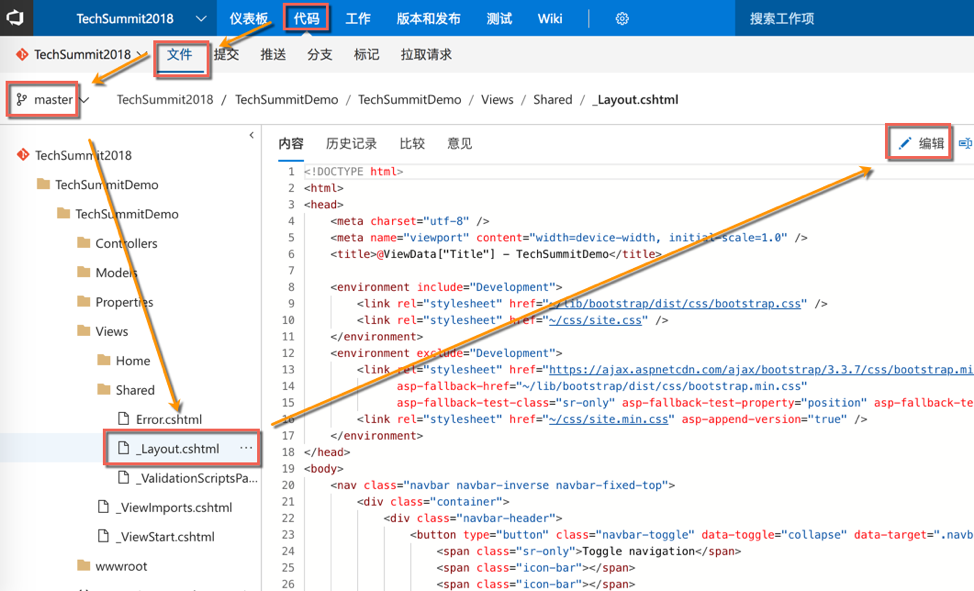 TechSummit2018 仪表板 代码 工作 版本和发布 测试 Wiki 搜索工作项
TechSummit2018 文件 提交 推送 分支 标记 拉取请求
master TechSummit2018 / TechSummitDemo / TechSummitDemo / Views / Shared / _Layout.cshtml
TechSummit2018
TechSummitDemo
TechSummitDemo
Controllers
Models
Properties
Views
Home
Shared
Error.cshtml
_Layout.cshtml ...
_ValidationScriptsPa...
_ViewImports.cshtml
_ViewStart.cshtml
wwwroot
内容 历史记录 比较 意见 编辑
1 <!DOCTYPE html>
2 <html>
3 <head>
4 <meta charset="utf-8" />
5 <meta name="viewport" content="width=device-width, initial-scale=1.0" />
6 <title>@ViewData["Title"] - TechSummitDemo</title>
7
8 <environment include="Development">
9 <link rel="stylesheet" href="~/lib/bootstrap/dist/css/bootstrap.css" />
10 <link rel="stylesheet" href="~/css/site.css" />
11 </environment>
12 <environment exclude="Development">
13 <link rel="stylesheet" href="https://ajax.aspnetcdn.com/ajax/bootstrap/3.3.7/css/bootstrap.mi
14 asp-fallback-href="~/lib/bootstrap/dist/css/bootstrap.min.css"
15 asp-fallback-test-class="sr-only" asp-fallback-test-property="position" asp-fallback-te
16 <link rel="stylesheet" href="~/css/site.min.css" asp-append-version="true" />
17 </environment>
18 </head>
19 <body>
20 <nav class="navbar navbar-inverse navbar-fixed-top">
21 <div class="container">
22 <div class="navbar-header">
23 <button type="button" class="navbar-toggle" data-toggle="collapse" data-target=".navb
24 <span class="sr-only">Toggle navigation</span>
25 <span class="icon-bar"></span>
26 <span class="icon-bar"></span>